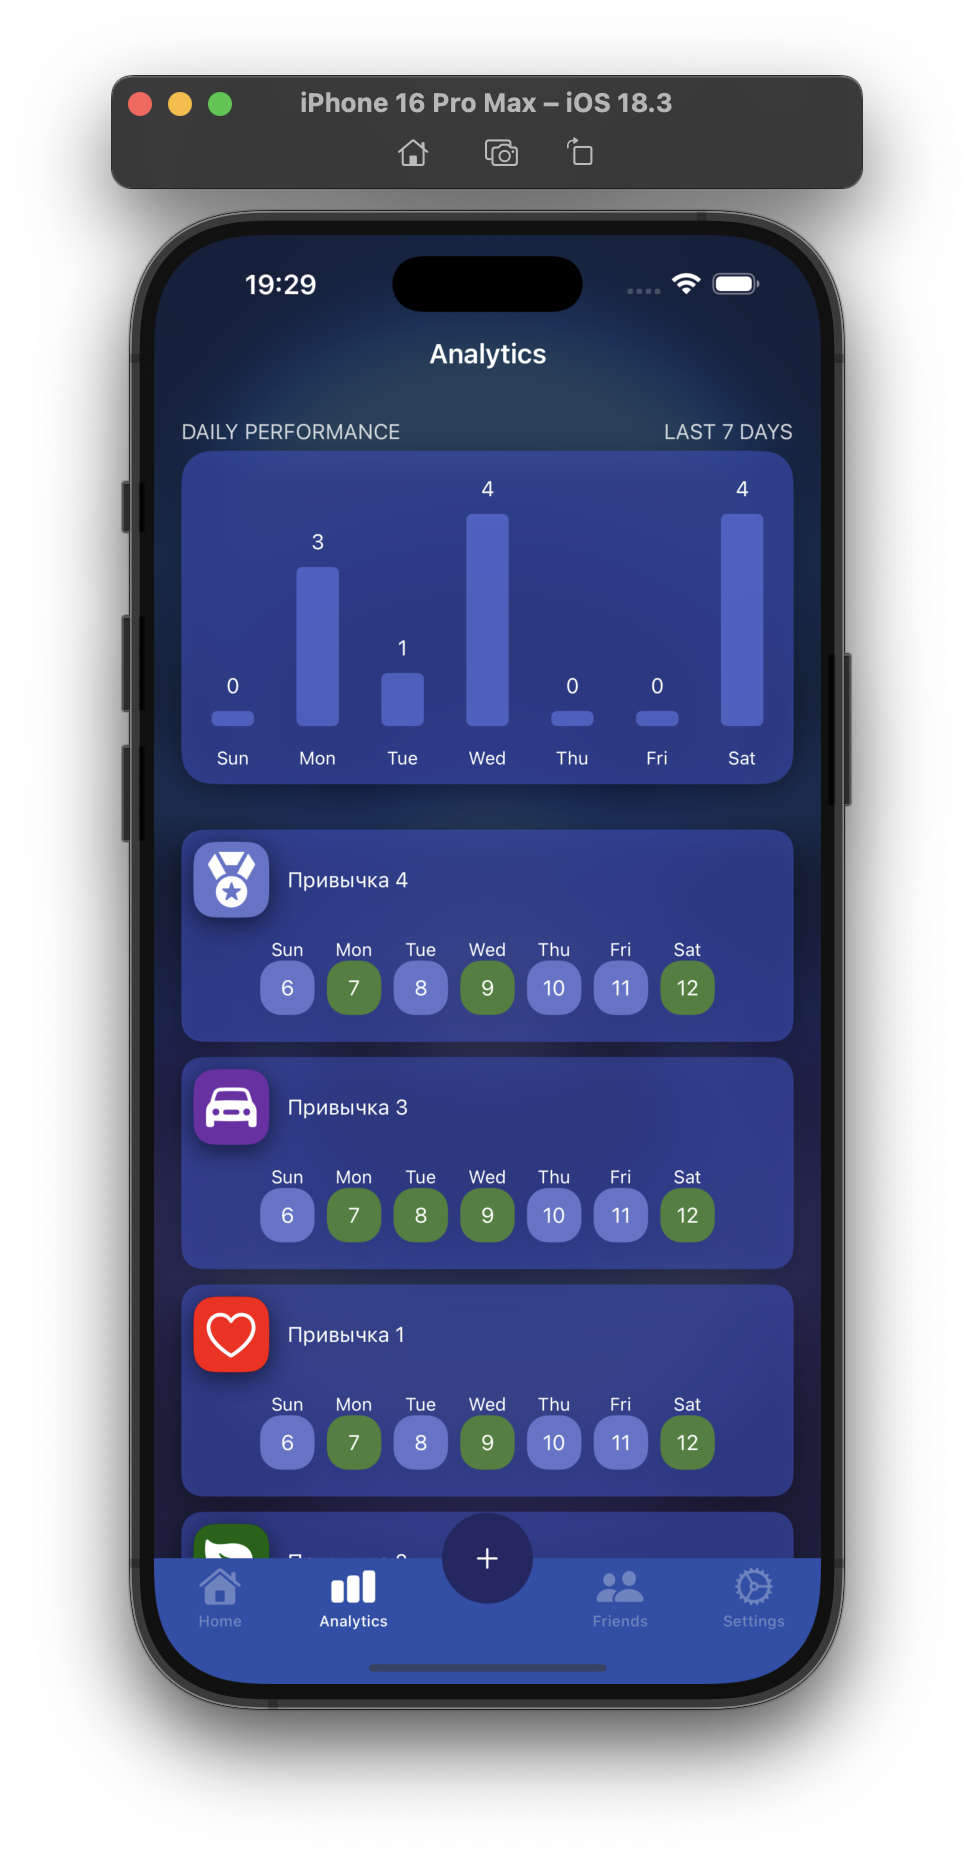 iPhone 16 Pro Max – iOS 18.3
19:29
Analytics
DAILY PERFORMANCE LAST 7 DAYS
4 4
3
1
0 0 0
Sun Mon Tue Wed Thu Fri Sat
Привычка 4
Sun Mon Tue Wed Thu Fri Sat
6 7 8 9 10 11 12
Привычка 3
Sun Mon Tue Wed Thu Fri Sat
6 7 8 9 10 11 12
Привычка 1
Sun Mon Tue Wed Thu Fri Sat
6 7 8 9 10 11 12
+
Home Analytics Friends Settings